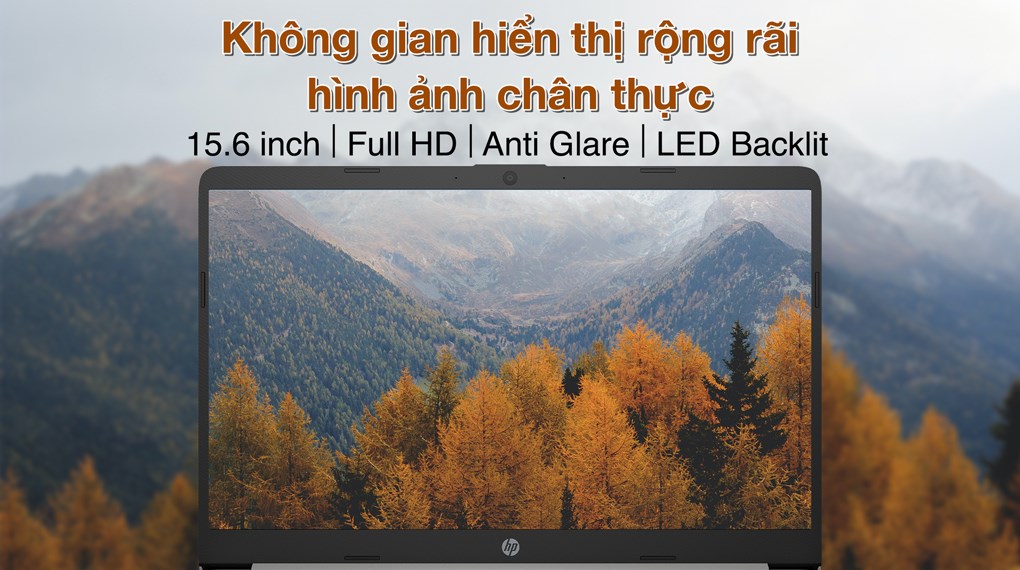 Không gian hiển thị rộng rãi
hình ảnh chân thực
15.6 inch | Full HD | Anti Glare | LED Backlit
hp